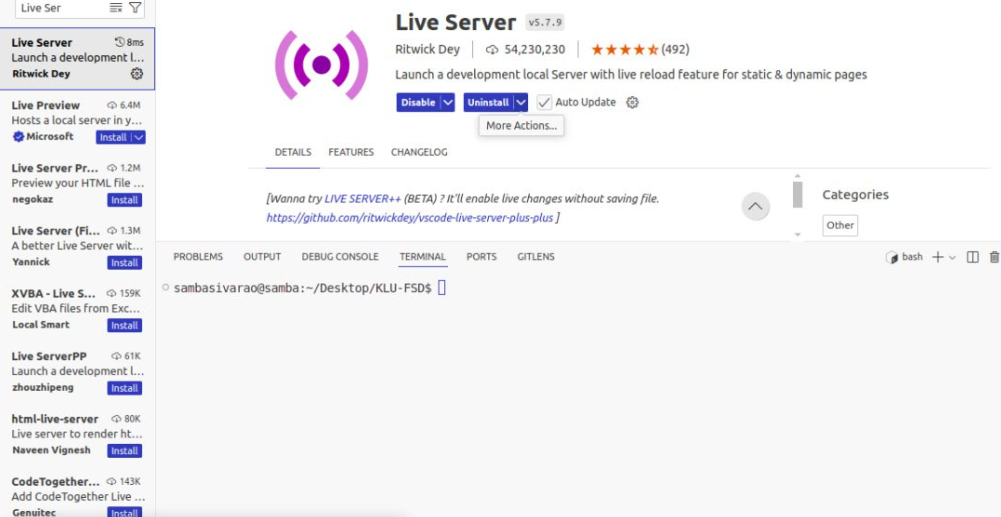 Live Ser
Live Server 8ms
Launch a development l...
Ritwick Dey
Live Preview 6.4M
Hosts a local server in y...
Microsoft Install
Live Server Pr... 1.2M
Preview your HTML file ...
negokaz Install
Live Server (Fi... 1.3M
A better Live Server wit...
Yannick Install
XVBA - Live S... 159K
Edit VBA files from Exc...
Local Smart Install
Live ServerPP 61K
Launch a development l...
zhouzhipeng Install
html-live-server 80K
Live server to render ht...
Naveen Vignesh Install
CodeTogether... 143K
Add CodeTogether Live ...
Genuitec Install
Live Server v5.7.9
Ritwick Dey 54,230,230 (492)
Launch a development local Server with live reload feature for static & dynamic pages
Disable Uninstall Auto Update
More Actions...
DETAILS FEATURES CHANGELOG
[Wanna try LIVE SERVER++ (BETA) ? It'll enable live changes without saving file.
https://github.com/ritwickdey/vscode-live-server-plus-plus ]
Categories
Other
PROBLEMS OUTPUT DEBUG CONSOLE TERMINAL PORTS GITLENS bash
sambasivarao@samba:~/Desktop/KLU-FSD$